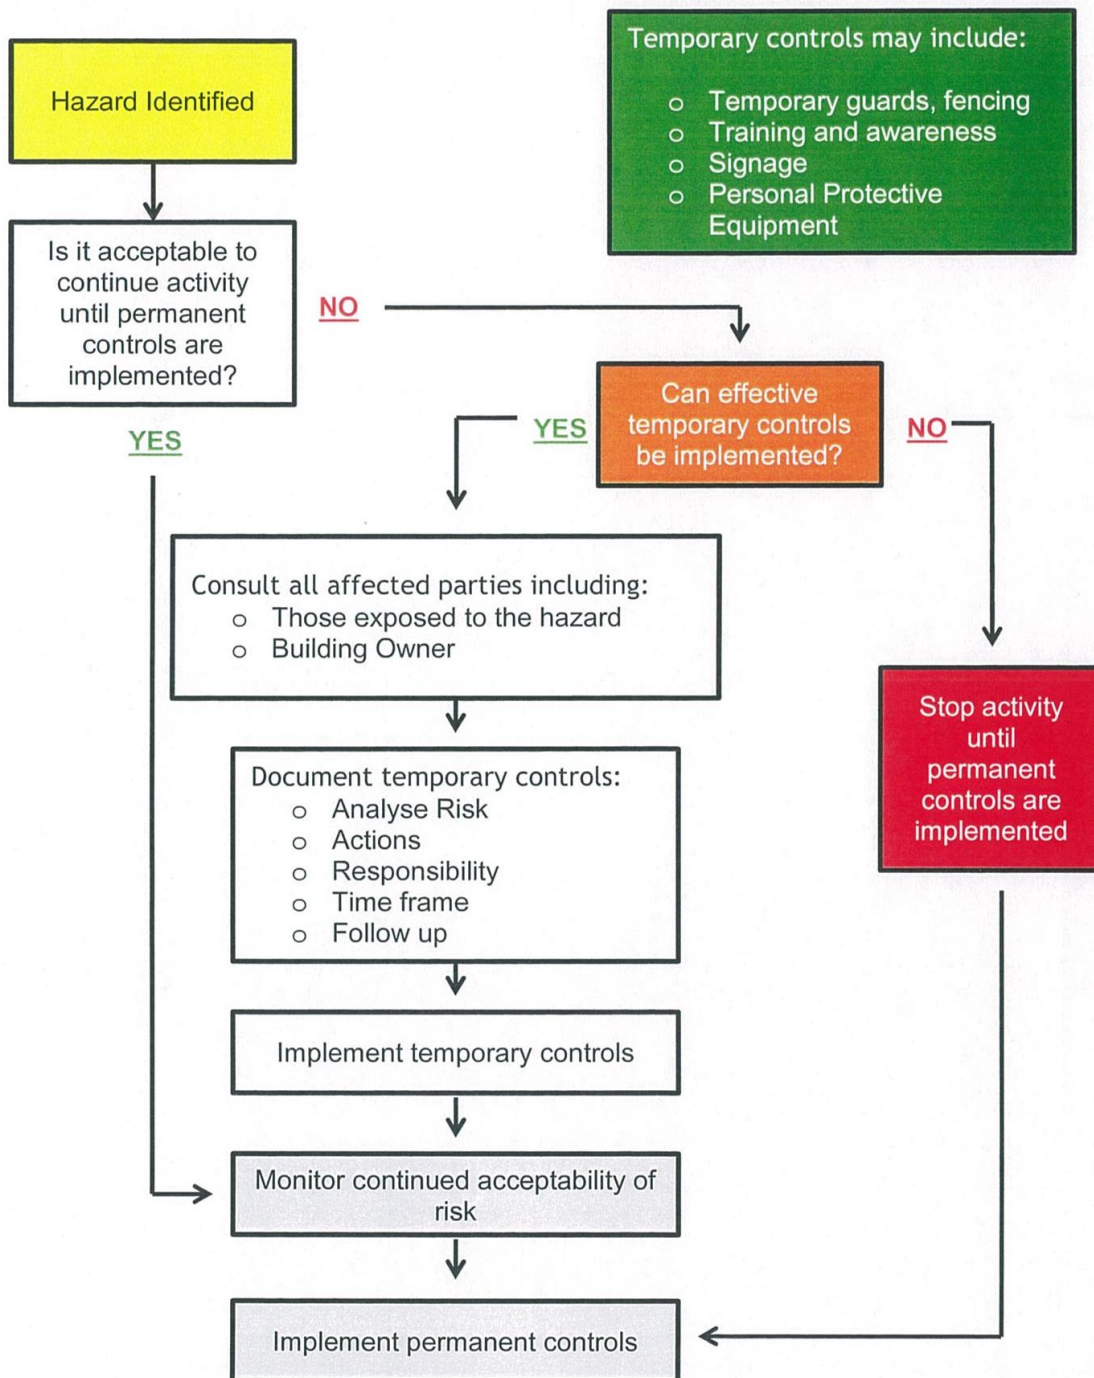 Hazard Identified
Temporary controls may include:
o Temporary guards, fencing
o Training and awareness
o Signage
o Personal Protective
Equipment
Is it acceptable to
continue activity
until permanent
controls are
implemented?
NO
YES
Can effective
temporary controls
be implemented?
YES
NO
Consult all affected parties including:
o Those exposed to the hazard
o Building Owner
Stop activity
until
permanent
controls are
implemented
Document temporary controls:
o Analyse Risk
o Actions
o Responsibility
o Time frame
o Follow up
Implement temporary controls
Monitor continued acceptability of
risk
Implement permanent controls